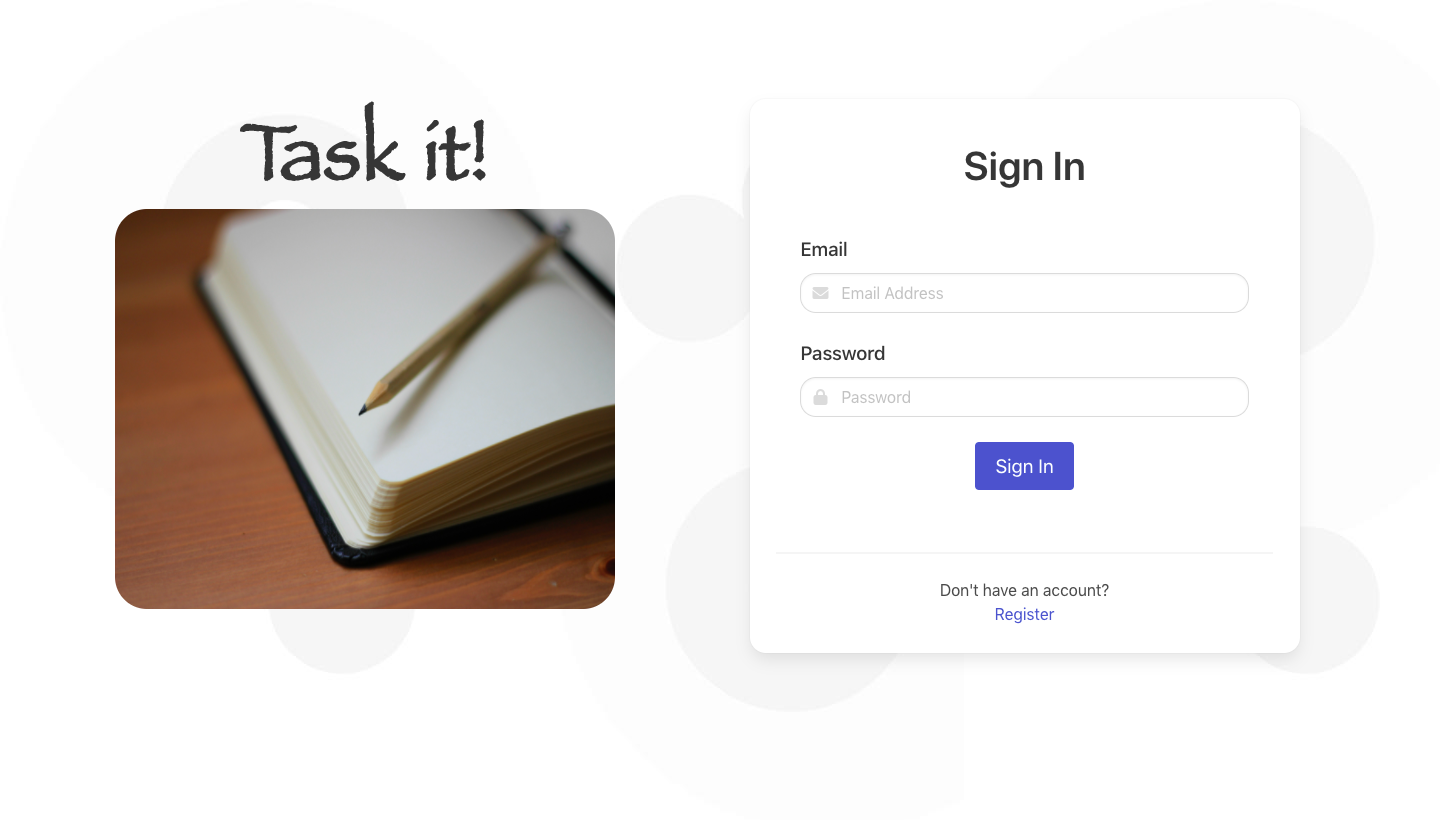 Task it!
Sign In
Email
Email Address
Password
Password
Sign In
Don't have an account?
Register